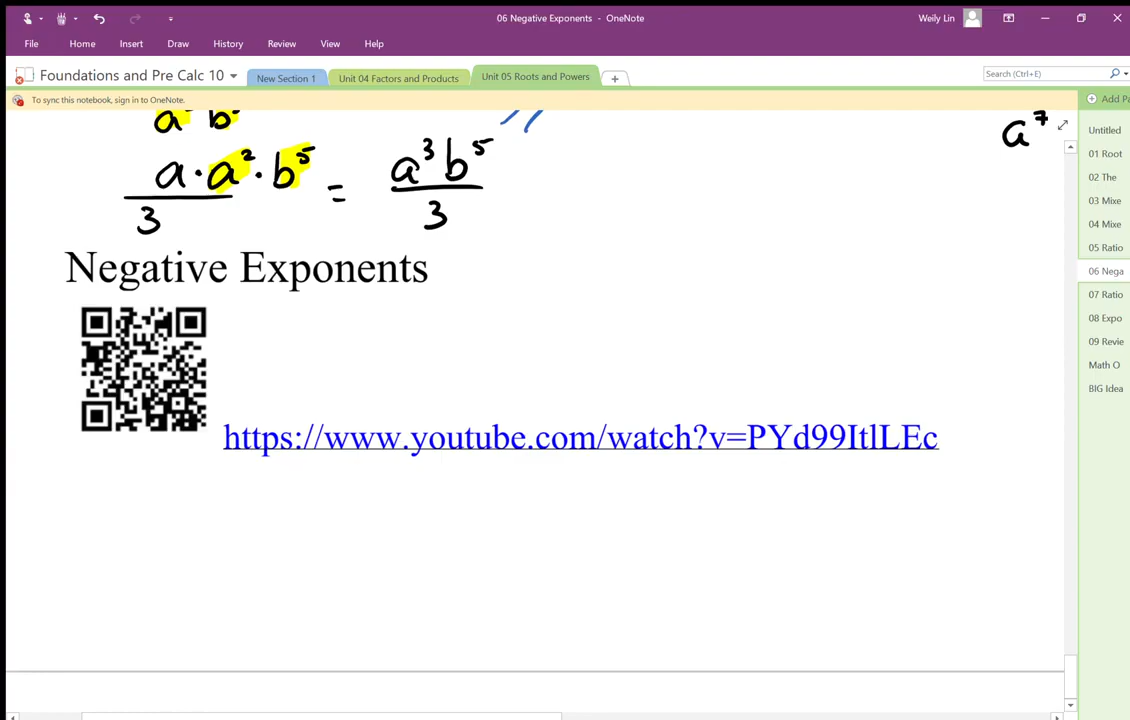 06 Negative Exponents - OneNote
Weily Lin
File Home Insert Draw History Review View Help
Foundations and Pre Calc 10
New Section 1
Unit 04 Factors and Products
Unit 05 Roots and Powers
Search (Ctrl+E)
To sync this notebook, sign in to OneNote.
Add Pa
Untitled
01 Root
02 The
03 Mixe
04 Mixe
05 Ratio
06 Nega
07 Ratio
08 Expo
09 Revie
Math O
BIG Idea
a⁷
a · a² · b⁵ / 3 = a³b⁵ / 3
Negative Exponents
https://www.youtube.com/watch?v=PYd99ItlLEc